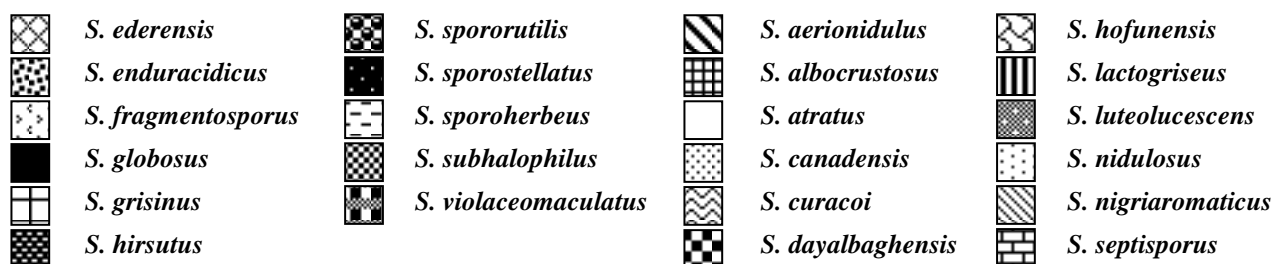 S. ederensis
S. enduracidicus
S. fragmentosporus
S. globosus
S. grisinus
S. hirsutus
S. spororutilis
S. sporostellatus
S. sporoherbeus
S. subhalophilus
S. violaceomaculatus
S. aerionidulus
S. albocrustosus
S. atratus
S. canadensis
S. curacoi
S. dayalbaghensis
S. hofunensis
S. lactogriseus
S. luteolucescens
S. nidulosus
S. nigriaromaticus
S. septisporus